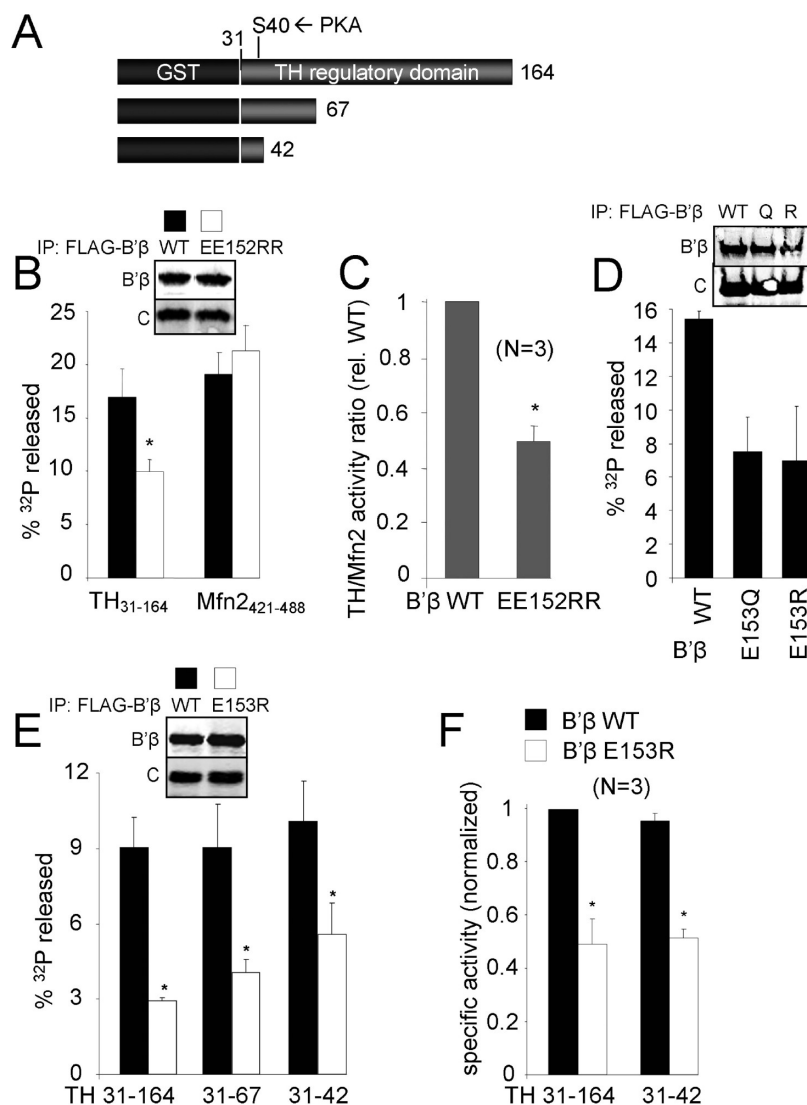 A
S40 ← PKA
31
GST
TH regulatory domain
164
67
42
B
IP: FLAG-B'β WT EE152RR
B'β
C
25
20
15
10
5
0
% ³²P released
*
TH₃₁₋₁₆₄
Mfn2₄₂₁₋₄₈₈
C
TH/Mfn2 activity ratio (rel. WT)
1
0.8
0.6
0.4
0.2
0
(N=3)
*
B'β WT
EE152RR
D
IP: FLAG-B'β WT Q R
B'β
C
16
14
12
10
8
6
4
2
0
% ³²P released
WT
E153Q
E153R
B'β
E
IP: FLAG-B'β WT E153R
B'β
C
12
9
6
3
0
% ³²P released
*
*
*
TH 31-164
31-67
31-42
F
B'β WT
B'β E153R
(N=3)
specific activity (normalized)
1
0.8
0.6
0.4
0.2
0
*
*
TH 31-164
31-42